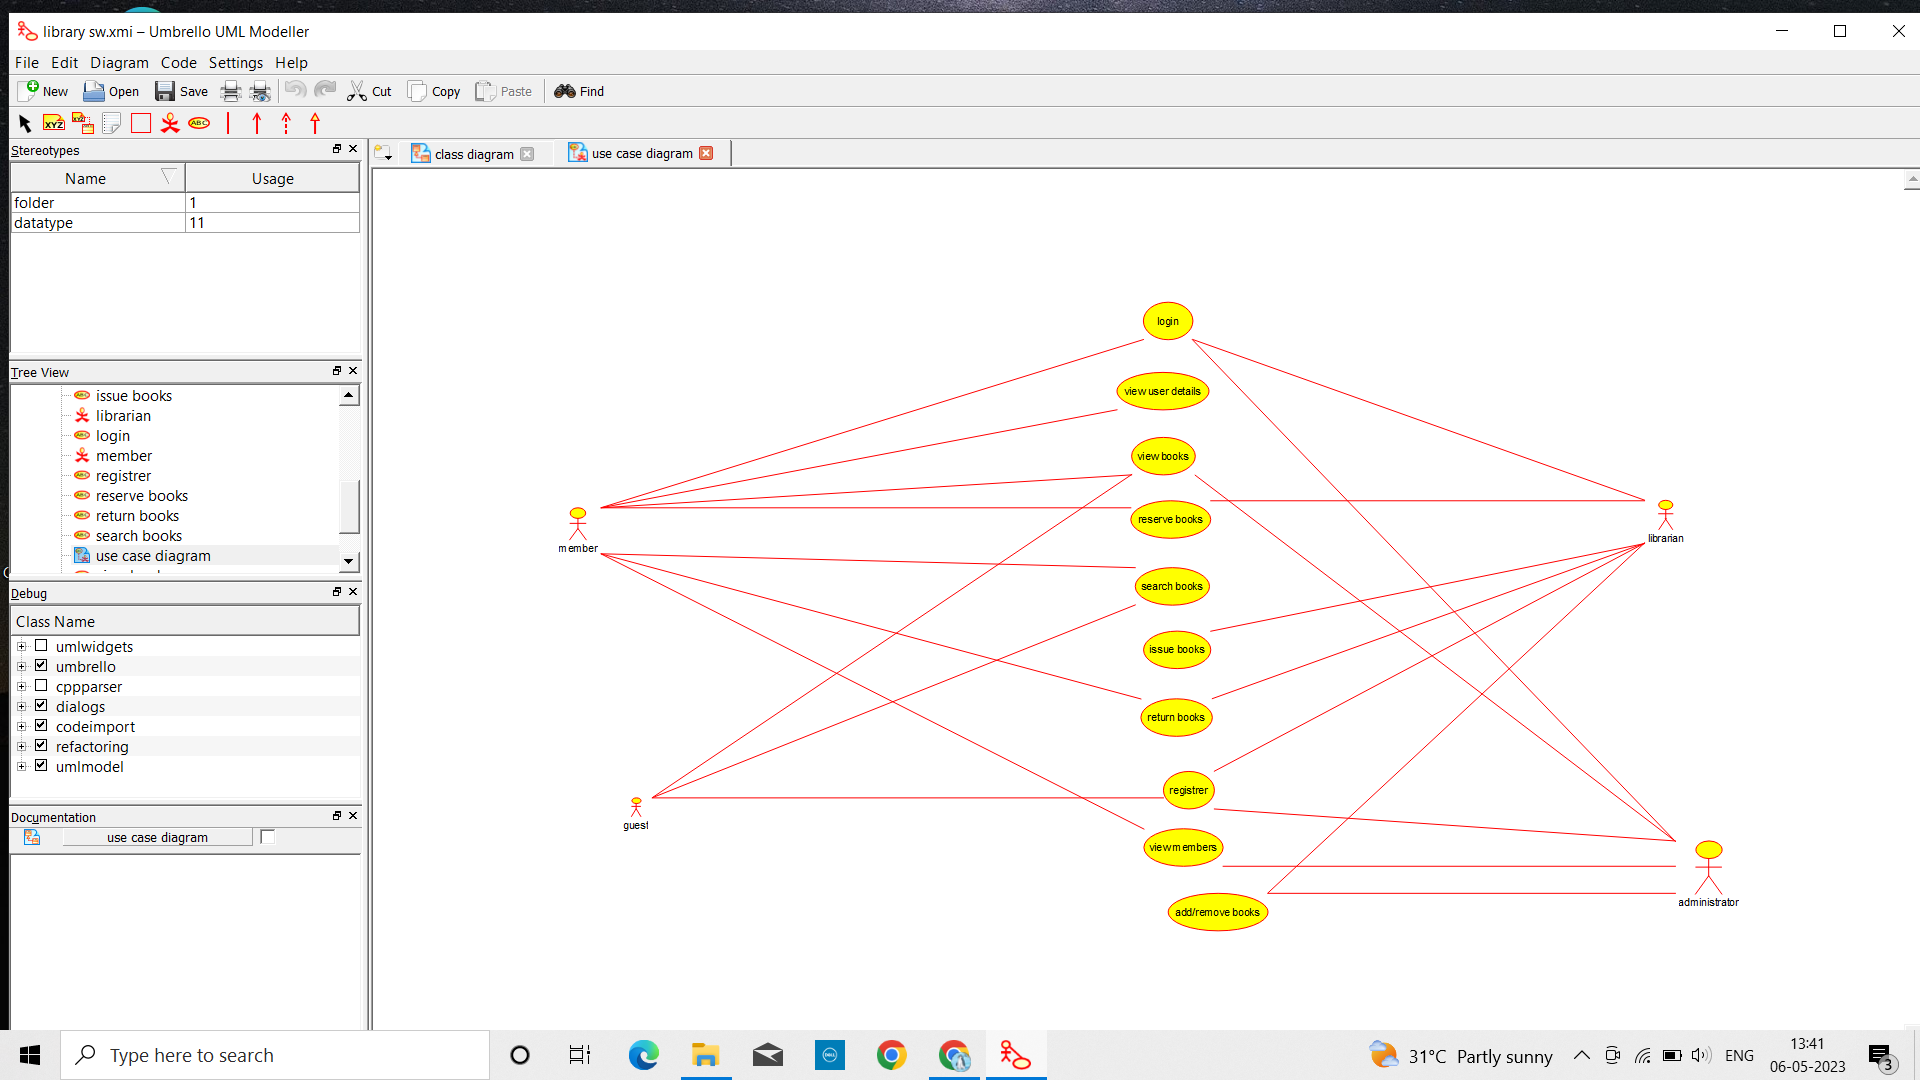 library sw.xmi – Umbrello UML Modeller
File Edit Diagram Code Settings Help
New Open Save Cut Copy Paste Find
XYZ XYZ ABC
Stereotypes
Name Usage
folder 1
datatype 11
Tree View
issue books
librarian
login
member
registrer
reserve books
return books
search books
use case diagram
Debug
Class Name
umlwidgets
umbrello
cppparser
dialogs
codeimport
refactoring
umlmodel
Documentation
use case diagram
class diagram use case diagram
login
view user details
view books
reserve books
search books
issue books
return books
registrer
view members
add/remove books
member
guest
librarian
administrator
Type here to search
DELL
31°C Partly sunny
ENG
13:41
06-05-2023
3